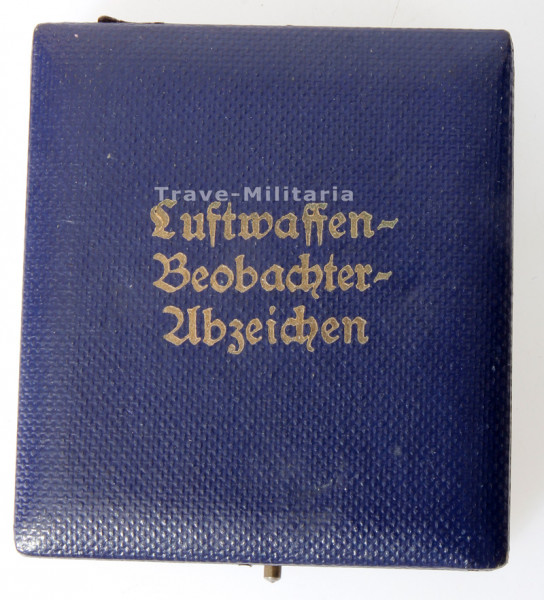 Trave-Militaria
Luftwaffen-
Beobachter-
Abzeichen